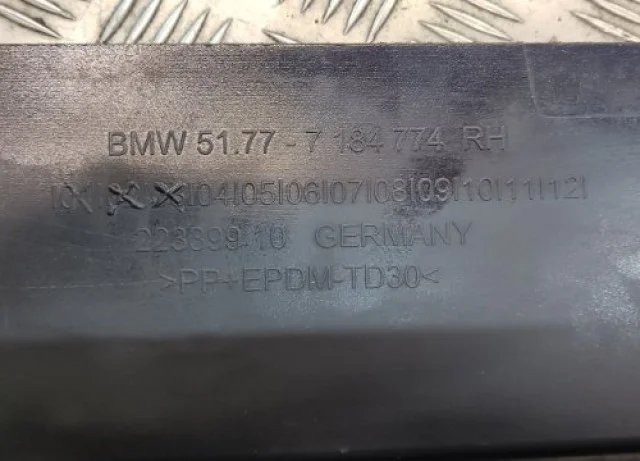 BMW 51.77 - 7 184 774 RH
|04|05|06|07|08|09|10|11|12|
223899 10 GERMANY
>PP+EPDM-TD30<